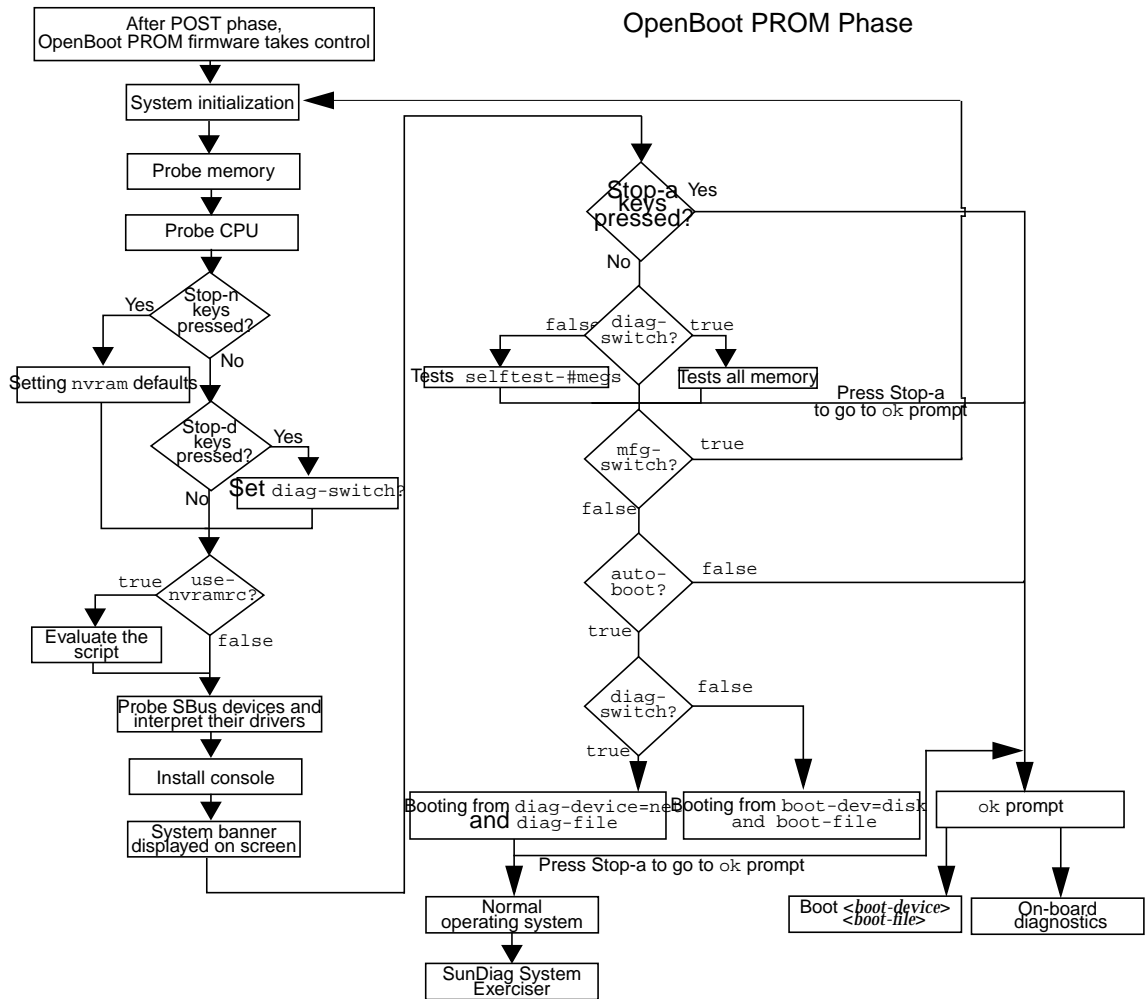 OpenBoot PROM Phase
After POST phase,
OpenBoot PROM firmware takes control
System initialization
Probe memory
Probe CPU
Stop-n
keys
pressed?
Yes
No
Setting nvram defaults
Stop-d
keys
pressed?
Yes
No
Set diag-switch?
use-
nvramrc?
true
false
Evaluate the
script
Probe SBus devices and
interpret their drivers
Install console
System banner
displayed on screen
Stop-a
keys
pressed?
Yes
No
diag-
switch?
false
true
Tests selftest-#megs
Tests all memory
Press Stop-a
to go to ok prompt
mfg-
switch?
true
false
auto-
boot?
false
true
diag-
switch?
false
true
Booting from diag-device=net
and diag-file
Booting from boot-dev=disk
and boot-file
ok prompt
Press Stop-a to go to ok prompt
Normal
operating system
SunDiag System
Exerciser
Boot <boot-device>
<boot-file>
On-board
diagnostics